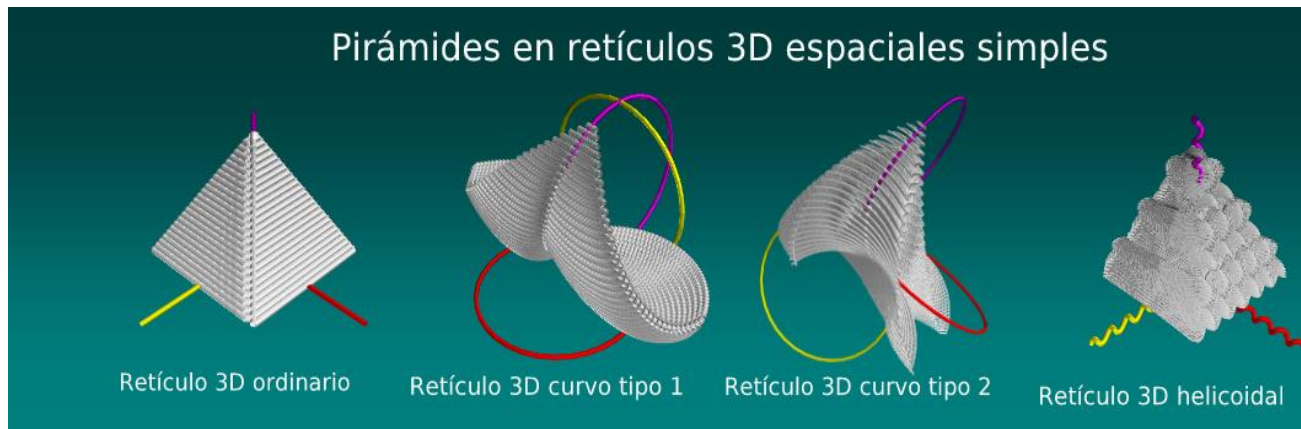 Pirámides en retículos 3D espaciales simples
Retículo 3D ordinario
Retículo 3D curvo tipo 1
Retículo 3D curvo tipo 2
Retículo 3D helicoidal